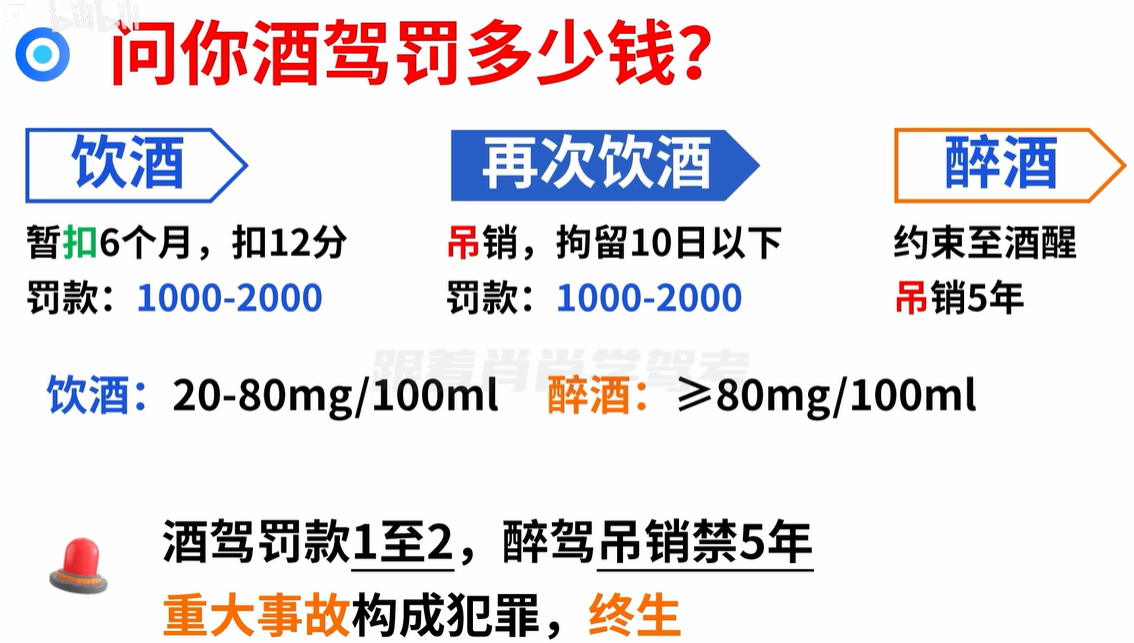 bilibili
问你酒驾罚多少钱？
饮酒
再次饮酒
醉酒
暂扣6个月，扣12分
罚款：1000-2000
吊销，拘留10日以下
罚款：1000-2000
约束至酒醒
吊销5年
跟着肖肖学驾考
饮酒：20-80mg/100ml 醉酒：≥80mg/100ml
酒驾罚款1至2，醉驾吊销禁5年
重大事故构成犯罪，终生